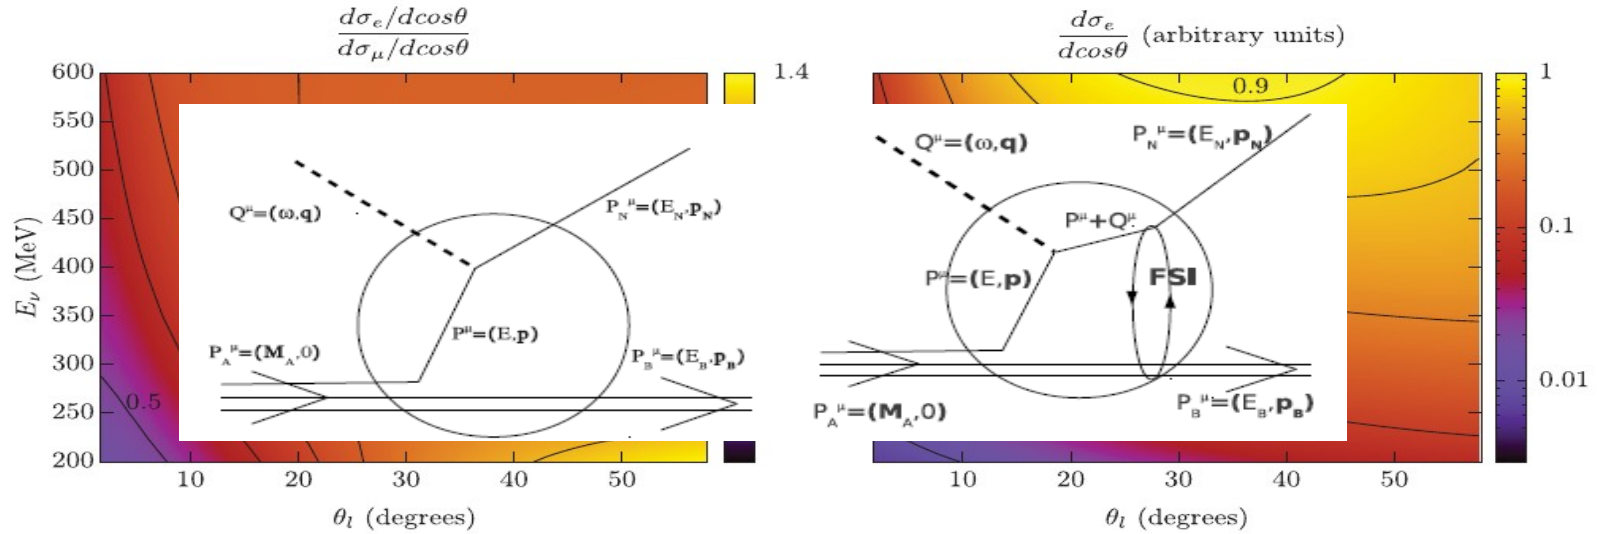 dσ_e/dcosθ
dσ_μ/dcosθ
600
550
500
450
400
350
300
250
200
E_ν (MeV)
10
20
30
40
50
θ_l (degrees)
0.5
1.4
Q^μ=(ω,q)
P_N^μ=(E_N,p_N)
P^μ=(E,p)
P_A^μ=(M_A,0)
P_B^μ=(E_B,p_B)
dσ_e
dcosθ (arbitrary units)
0.9
1
0.1
0.01
Q^μ=(ω,q)
P_N^μ=(E_N,p_N)
P^μ+Q^μ
P^μ=(E,p)
FSI
P_A^μ=(M_A,0)
P_B^μ=(E_B,p_B)
10
20
30
40
50
θ_l (degrees)